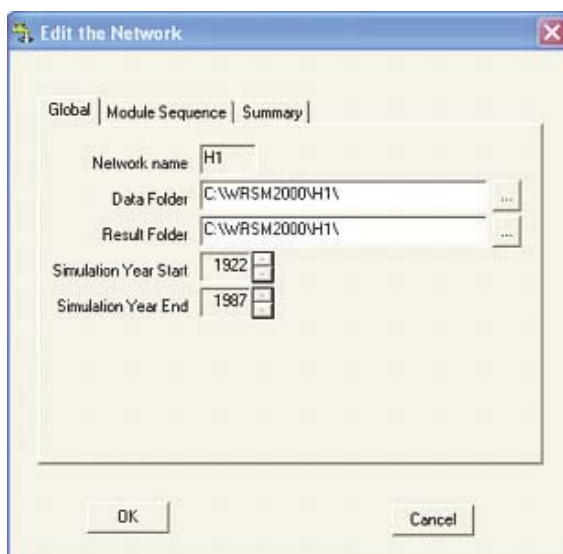 Edit the Network
Global Module Sequence Summary
Network name H1
Data Folder C:\WRSM2000\H1\ ...
Result Folder C:\WRSM2000\H1\ ...
Simulation Year Start 1922
Simulation Year End 1987
OK Cancel